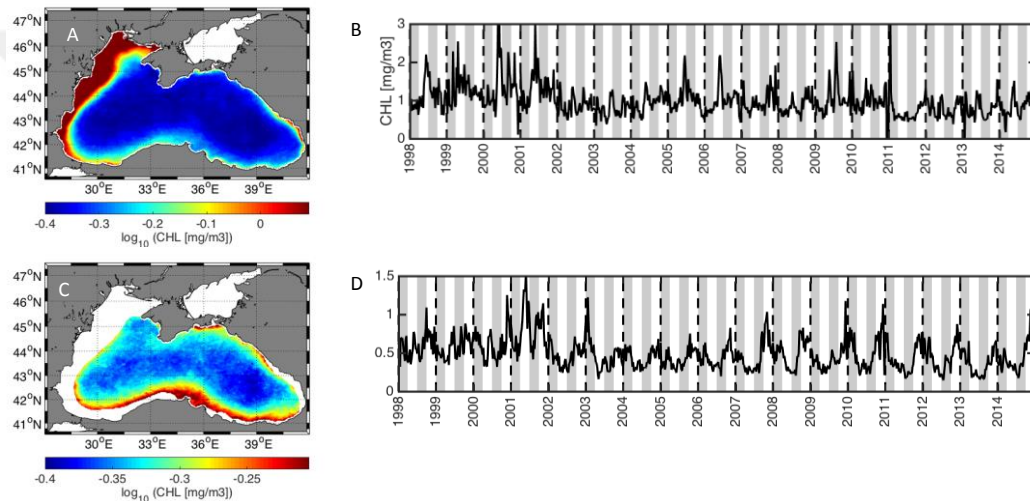 A
47°N
46°N
45°N
44°N
43°N
42°N
41°N
30°E 33°E 36°E 39°E
-0.4 -0.3 -0.2 -0.1 0
log10 (CHL [mg/m3])
B
CHL [mg/m3]
3
2
1
0
1998 1999 2000 2001 2002 2003 2004 2005 2006 2007 2008 2009 2010 2011 2012 2013 2014
C
47°N
46°N
45°N
44°N
43°N
42°N
41°N
30°E 33°E 36°E 39°E
-0.4 -0.35 -0.3 -0.25
log10 (CHL [mg/m3])
D
1.5
1
0.5
0
1998 1999 2000 2001 2002 2003 2004 2005 2006 2007 2008 2009 2010 2011 2012 2013 2014